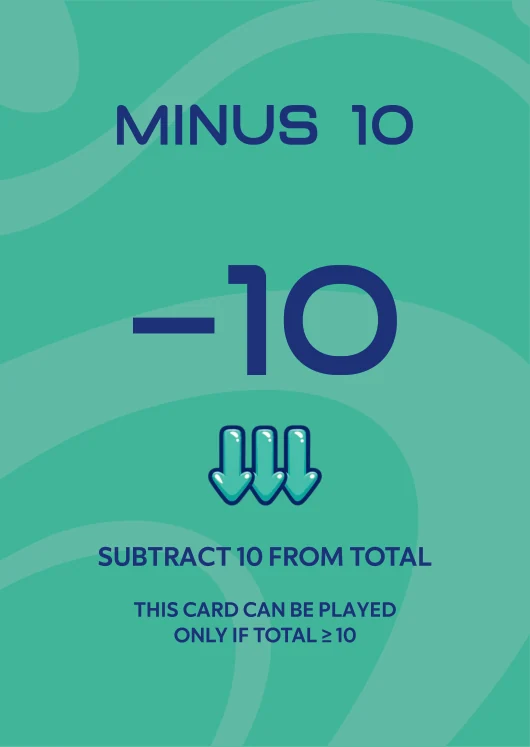 MINUS 10
–10
SUBTRACT 10 FROM TOTAL
THIS CARD CAN BE PLAYED
ONLY IF TOTAL ≥ 10